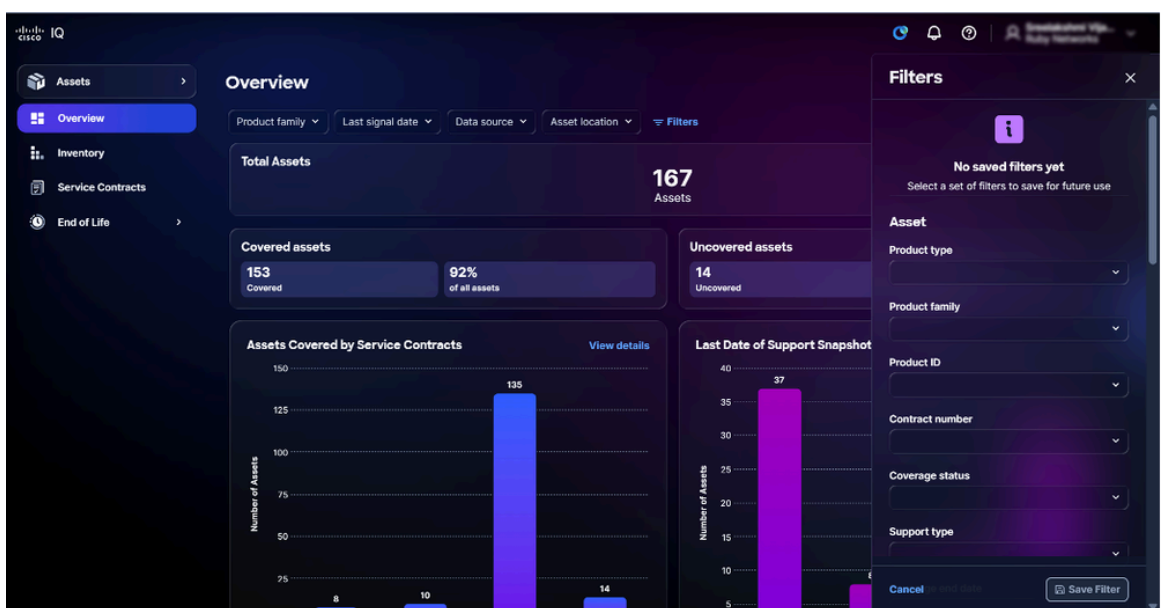 cisco IQ
Assets
Overview
Inventory
Service Contracts
End of Life
Overview
Product family
Last signal date
Data source
Asset location
Filters
Total Assets
167
Assets
Covered assets
153
Covered
92%
of all assets
Uncovered assets
14
Uncovered
Assets Covered by Service Contracts
View details
Number of Assets
150
125
100
75
50
25
8
10
135
14
Last Date of Support Snapshot
Number of Assets
40
35
30
25
20
15
10
5
37
8
Filters
No saved filters yet
Select a set of filters to save for future use
Asset
Product type
Product family
Product ID
Contract number
Coverage status
Support type
Cancel
Save Filter